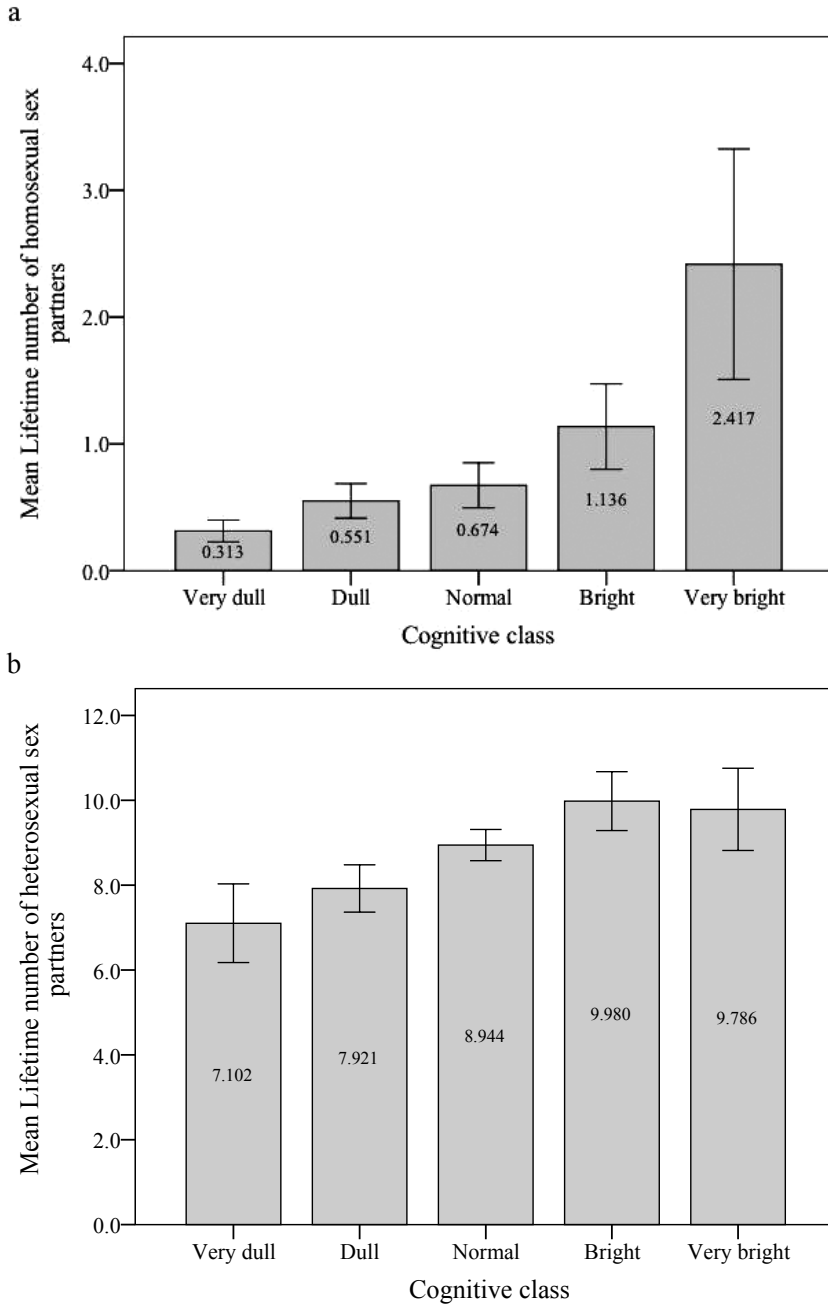 a
Mean Lifetime number of homosexual sex
partners
4.0
3.0
2.0
1.0
0.0
0.313
0.551
0.674
1.136
2.417
Very dull
Dull
Normal
Bright
Very bright
Cognitive class
b
Mean Lifetime number of heterosexual sex
partners
12.0
10.0
8.0
6.0
4.0
2.0
0.0
7.102
7.921
8.944
9.980
9.786
Very dull
Dull
Normal
Bright
Very bright
Cognitive class